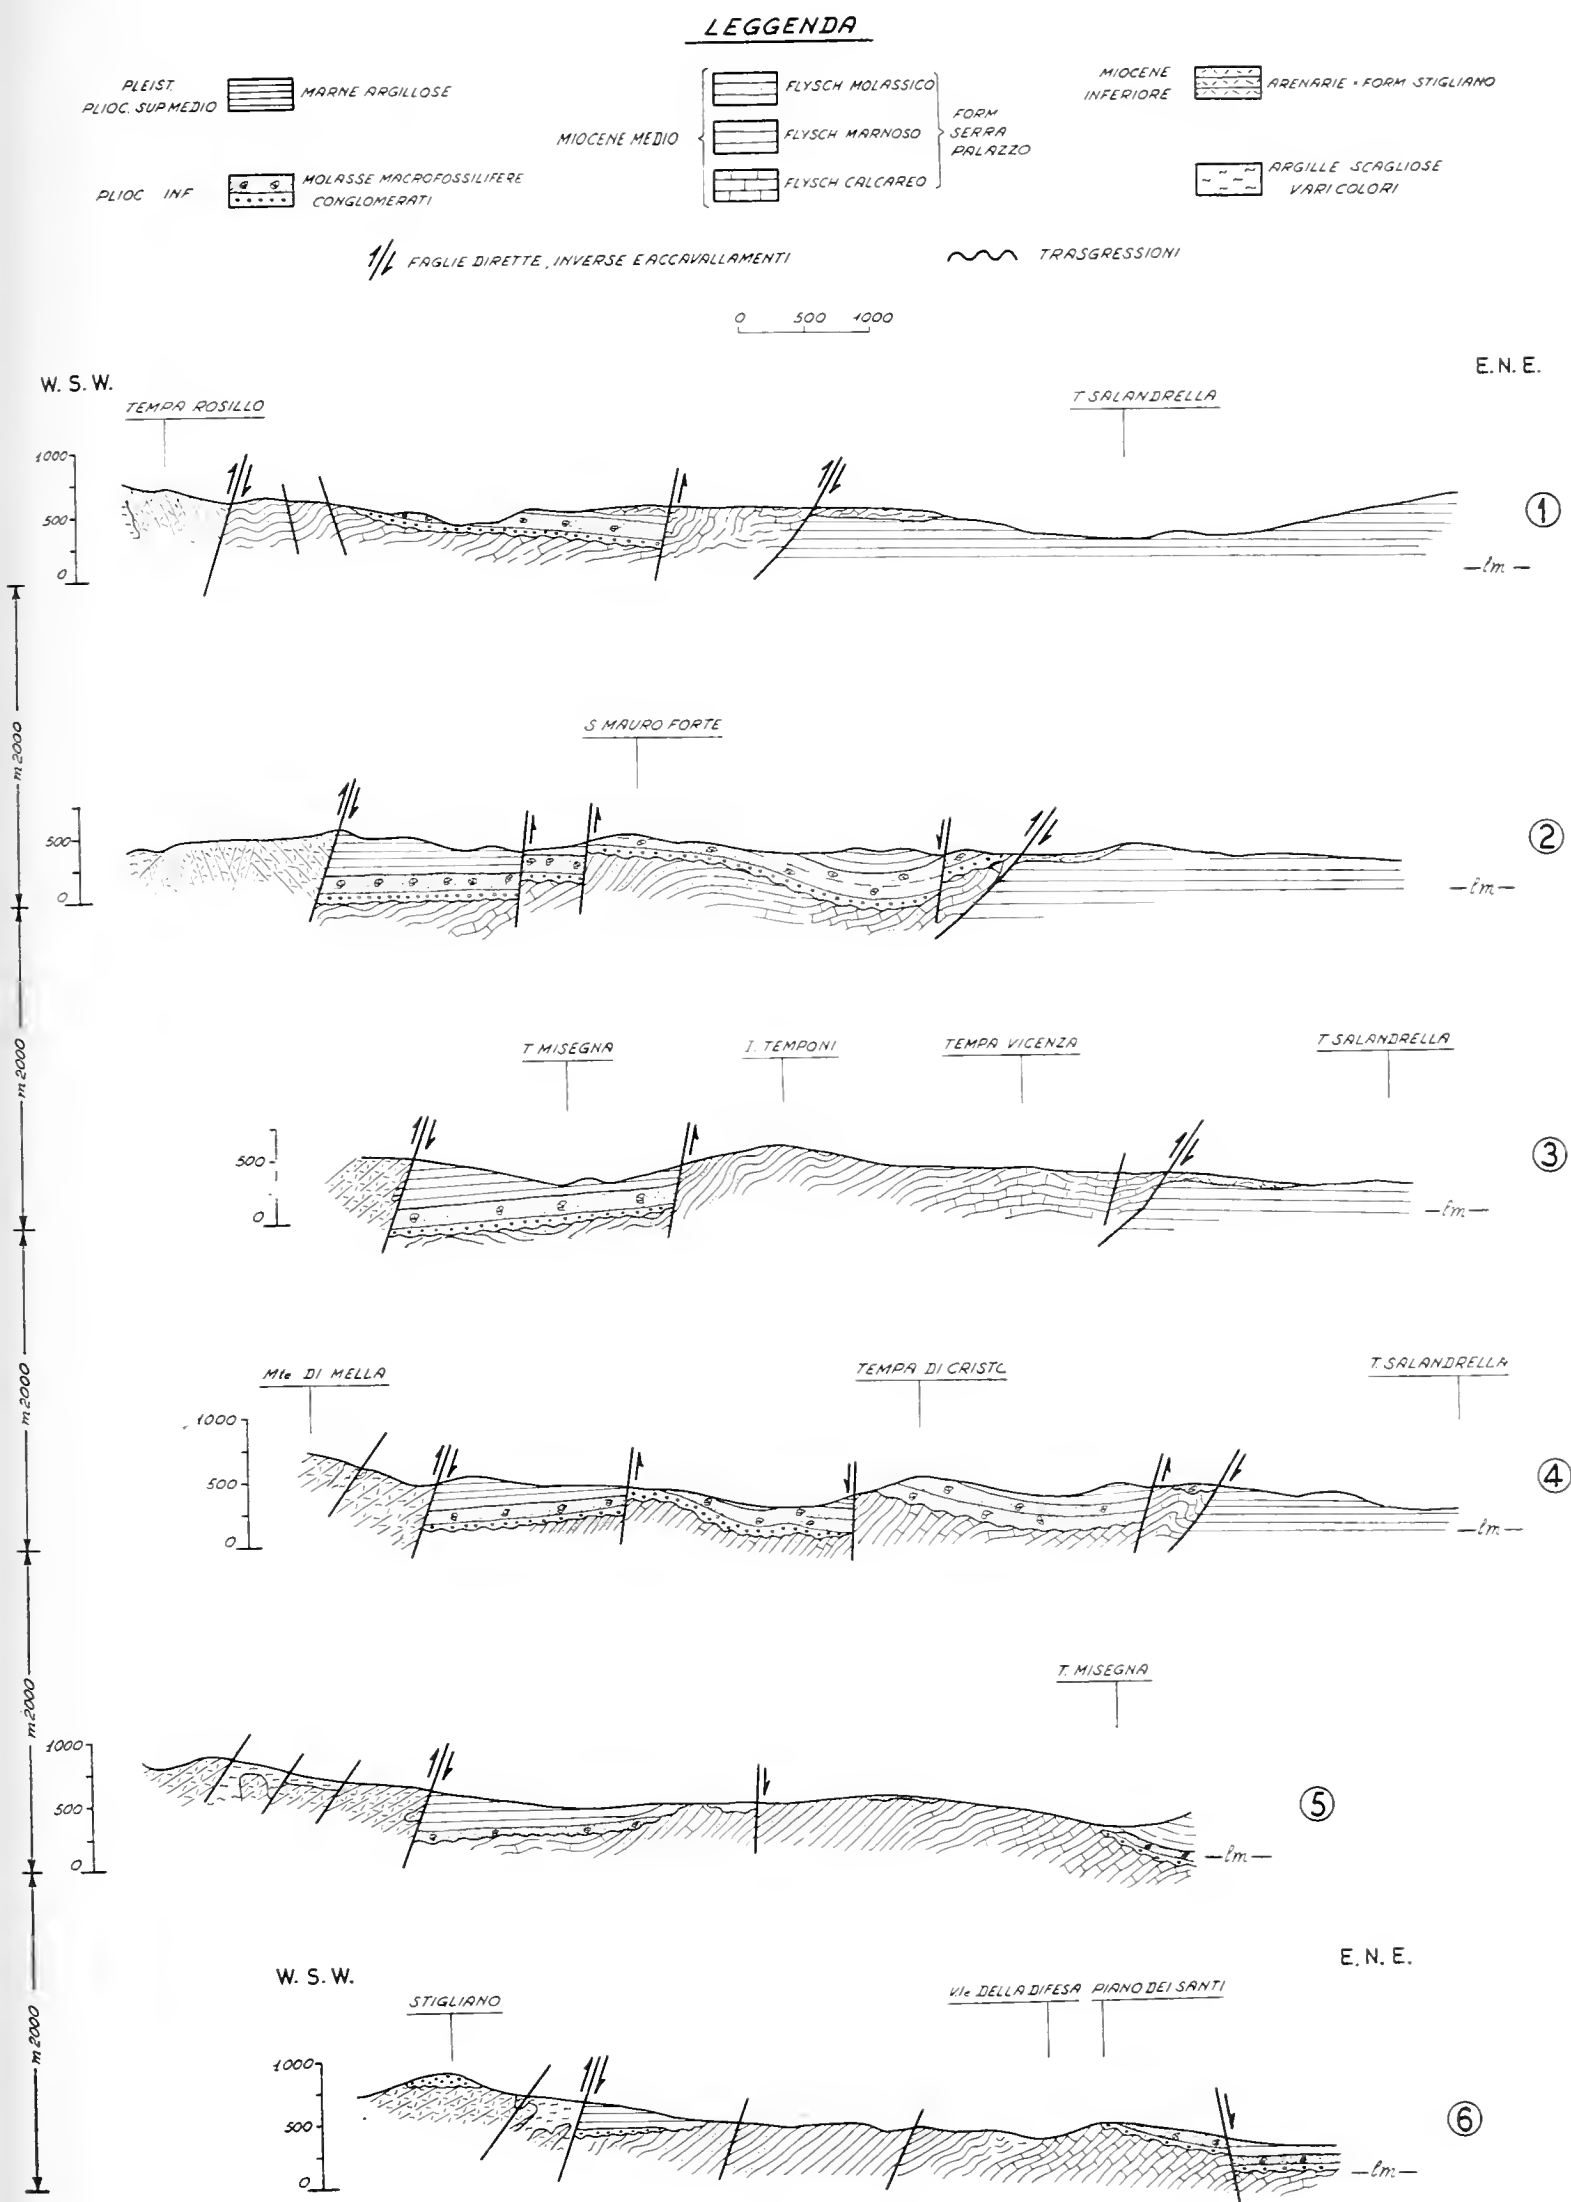 LEGGENDA
PLEIST.
PLIOC. SUP MEDIO
MARNE ARGILLOSE
PLIOC INF
MOLASSE MACROFOSSILIFERE
CONGLOMERATI
MIOCENE MEDIO
FLYSCH MOLASSICO
FLYSCH MARNOSO
FLYSCH CALCAREO
FORM
SERRA
PALAZZO
MIOCENE
INFERIORE
ARENARIE - FORM STIGLIANO
ARGILLE SCAGLIOSE
VARICOLORI
FAGLIE DIRETTE, INVERSE E ACCAVALLAMENTI
TRASGRESSIONI
0 500 1000
W. S. W.
E. N. E.
TEMPA ROSILLO
T SALANDRELLA
1000
500
0
1
—lm—
m 2000
S MAURO FORTE
500
0
2
—lm—
m 2000
T MISEGNA
I. TEMPONI
TEMPA VICENZA
T SALANDRELLA
500
0
3
—lm—
m 2000
Mte DI MELLA
TEMPA DI CRISTO
T. SALANDRELLA
1000
500
0
4
—lm—
m 2000
T. MISEGNA
1000
500
0
5
—lm—
m 2000
W. S. W.
E. N. E.
STIGLIANO
V.le DELLA DIFESA
PIANO DEI SANTI
1000
500
0
6
—lm—